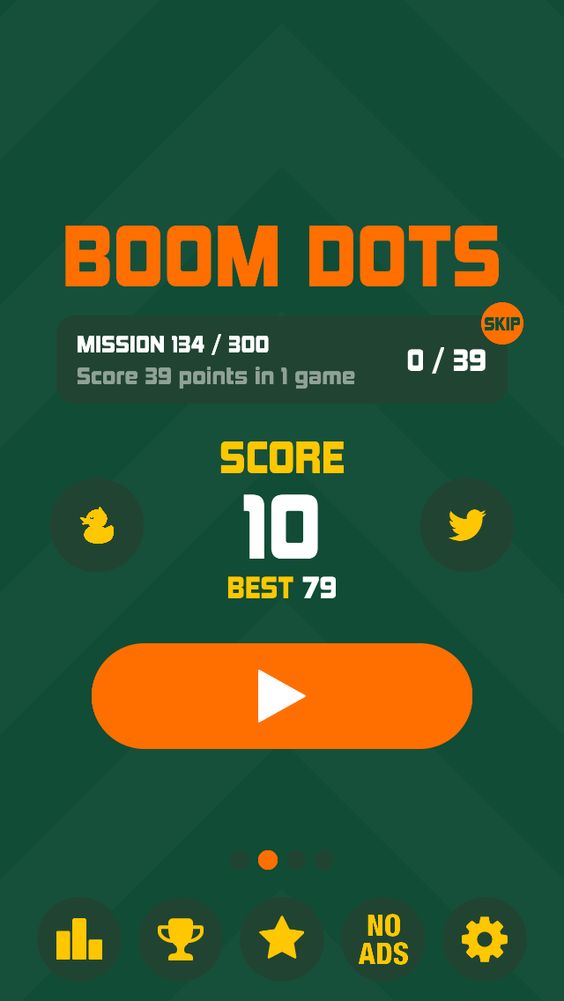 BOOM DOTS
SKIP
MISSION 134 / 300
Score 39 points in 1 game
0 / 39
SCORE
10
BEST 79
NO
ADS